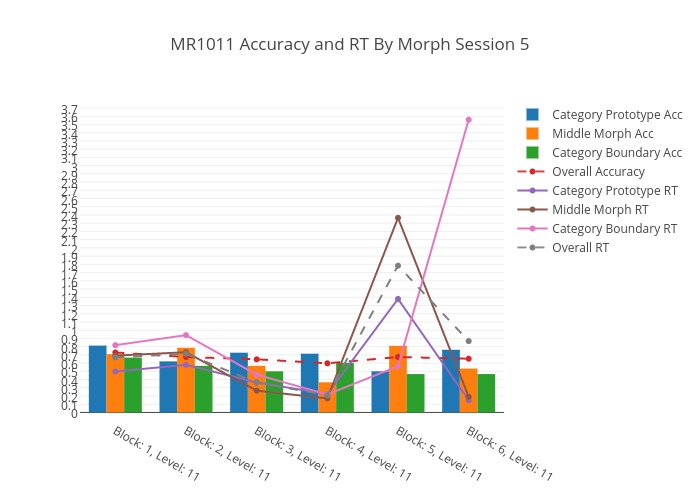 MR1011 Accuracy and RT By Morph Session 5
3.7
3.6
3.5
3.4
3.3
3.2
3.1
3
2.9
2.8
2.7
2.6
2.5
2.4
2.3
2.2
2.1
2
1.9
1.8
1.7
1.6
1.5
1.4
1.3
1.2
1.1
1
0.9
0.8
0.7
0.6
0.5
0.4
0.3
0.2
0.1
0
Category Prototype Acc
Middle Morph Acc
Category Boundary Acc
Overall Accuracy
Category Prototype RT
Middle Morph RT
Category Boundary RT
Overall RT
Block: 1, Level: 11
Block: 2, Level: 11
Block: 3, Level: 11
Block: 4, Level: 11
Block: 5, Level: 11
Block: 6, Level: 11